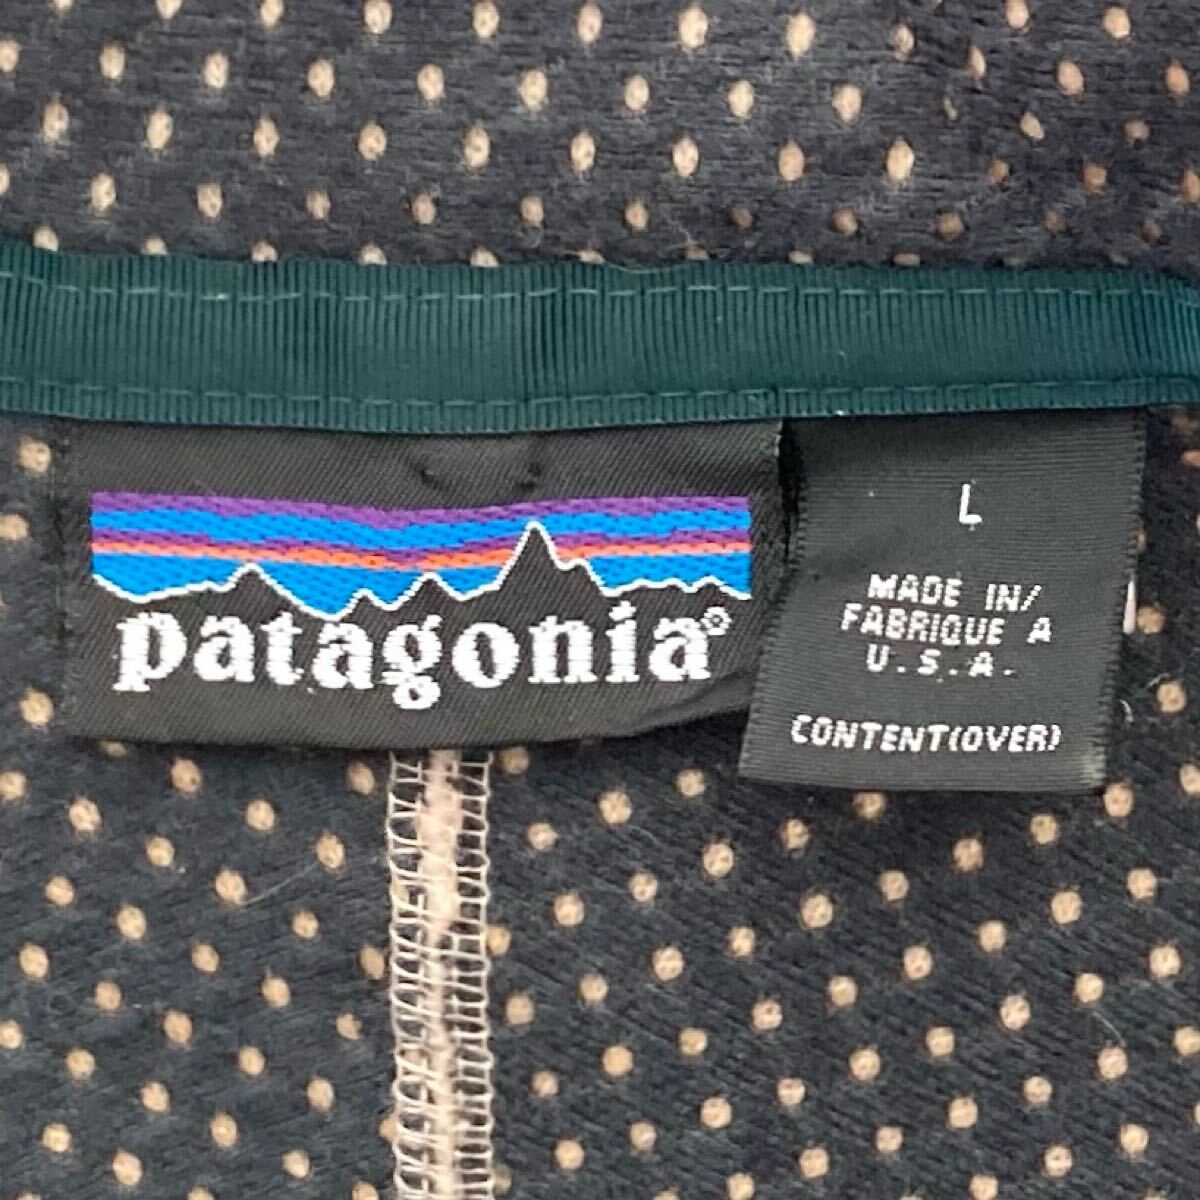 patagonia®
L
MADE IN/
FABRIQUE A
U.S.A.
CONTENT(OVER)